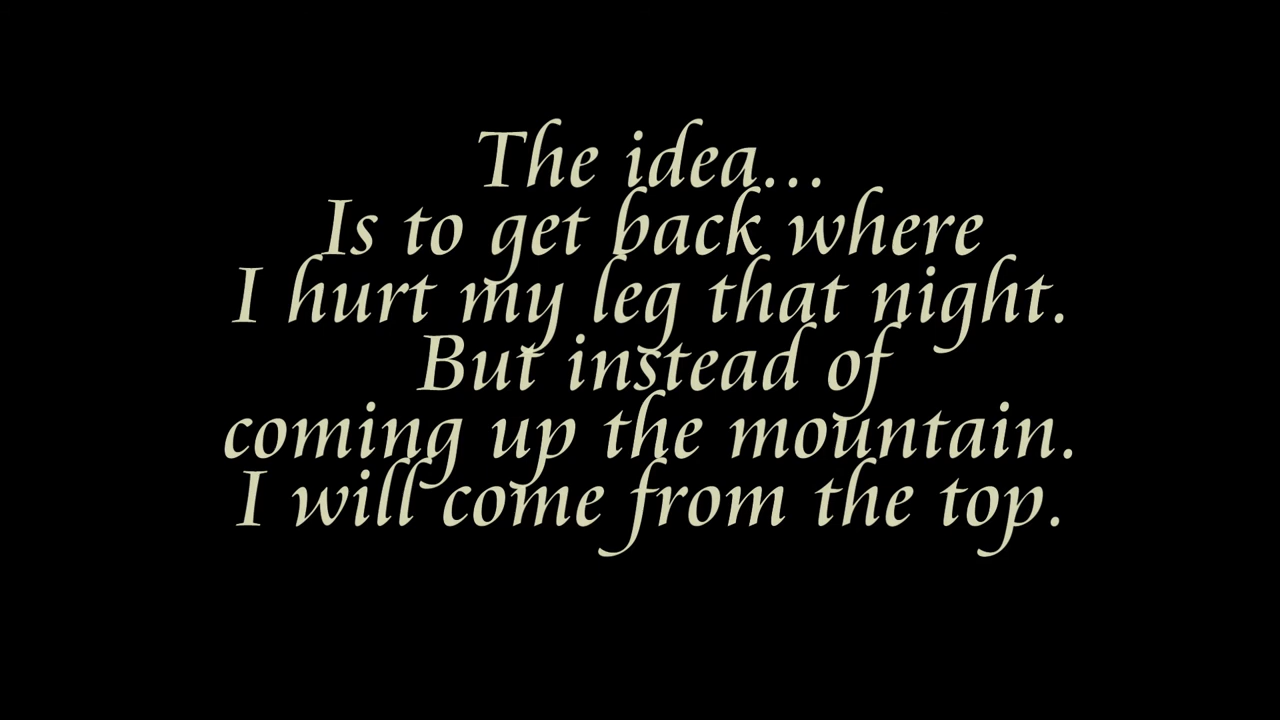 The idea...
Is to get back where
I hurt my leg that night.
But instead of
coming up the mountain.
I will come from the top.